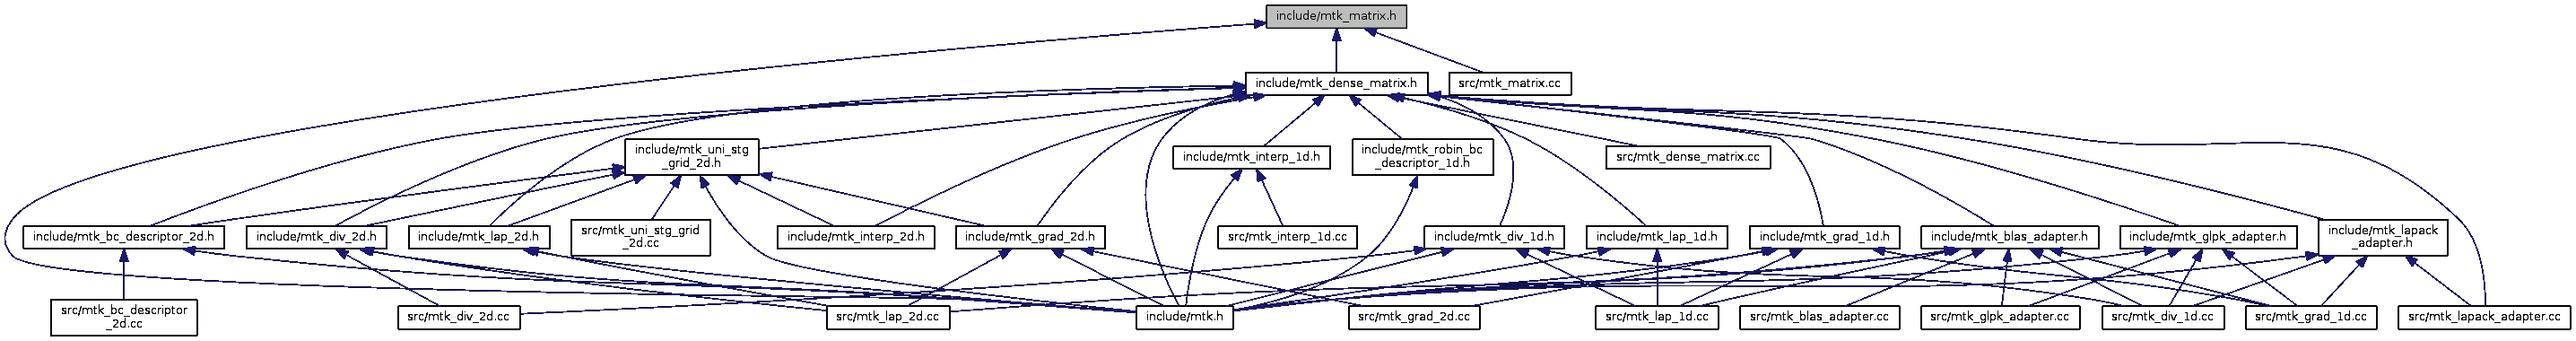 include/mtk_matrix.h
include/mtk_dense_matrix.h
src/mtk_matrix.cc
include/mtk_uni_stg
_grid_2d.h
include/mtk_interp_1d.h
include/mtk_robin_bc
_descriptor_1d.h
src/mtk_dense_matrix.cc
include/mtk_bc_descriptor_2d.h
include/mtk_div_2d.h
include/mtk_lap_2d.h
src/mtk_uni_stg_grid
_2d.cc
include/mtk_interp_2d.h
include/mtk_grad_2d.h
src/mtk_interp_1d.cc
include/mtk_div_1d.h
include/mtk_lap_1d.h
include/mtk_grad_1d.h
include/mtk_blas_adapter.h
include/mtk_glpk_adapter.h
include/mtk_lapack
_adapter.h
src/mtk_bc_descriptor
_2d.cc
src/mtk_div_2d.cc
src/mtk_lap_2d.cc
include/mtk.h
src/mtk_grad_2d.cc
src/mtk_lap_1d.cc
src/mtk_blas_adapter.cc
src/mtk_glpk_adapter.cc
src/mtk_div_1d.cc
src/mtk_grad_1d.cc
src/mtk_lapack_adapter.cc